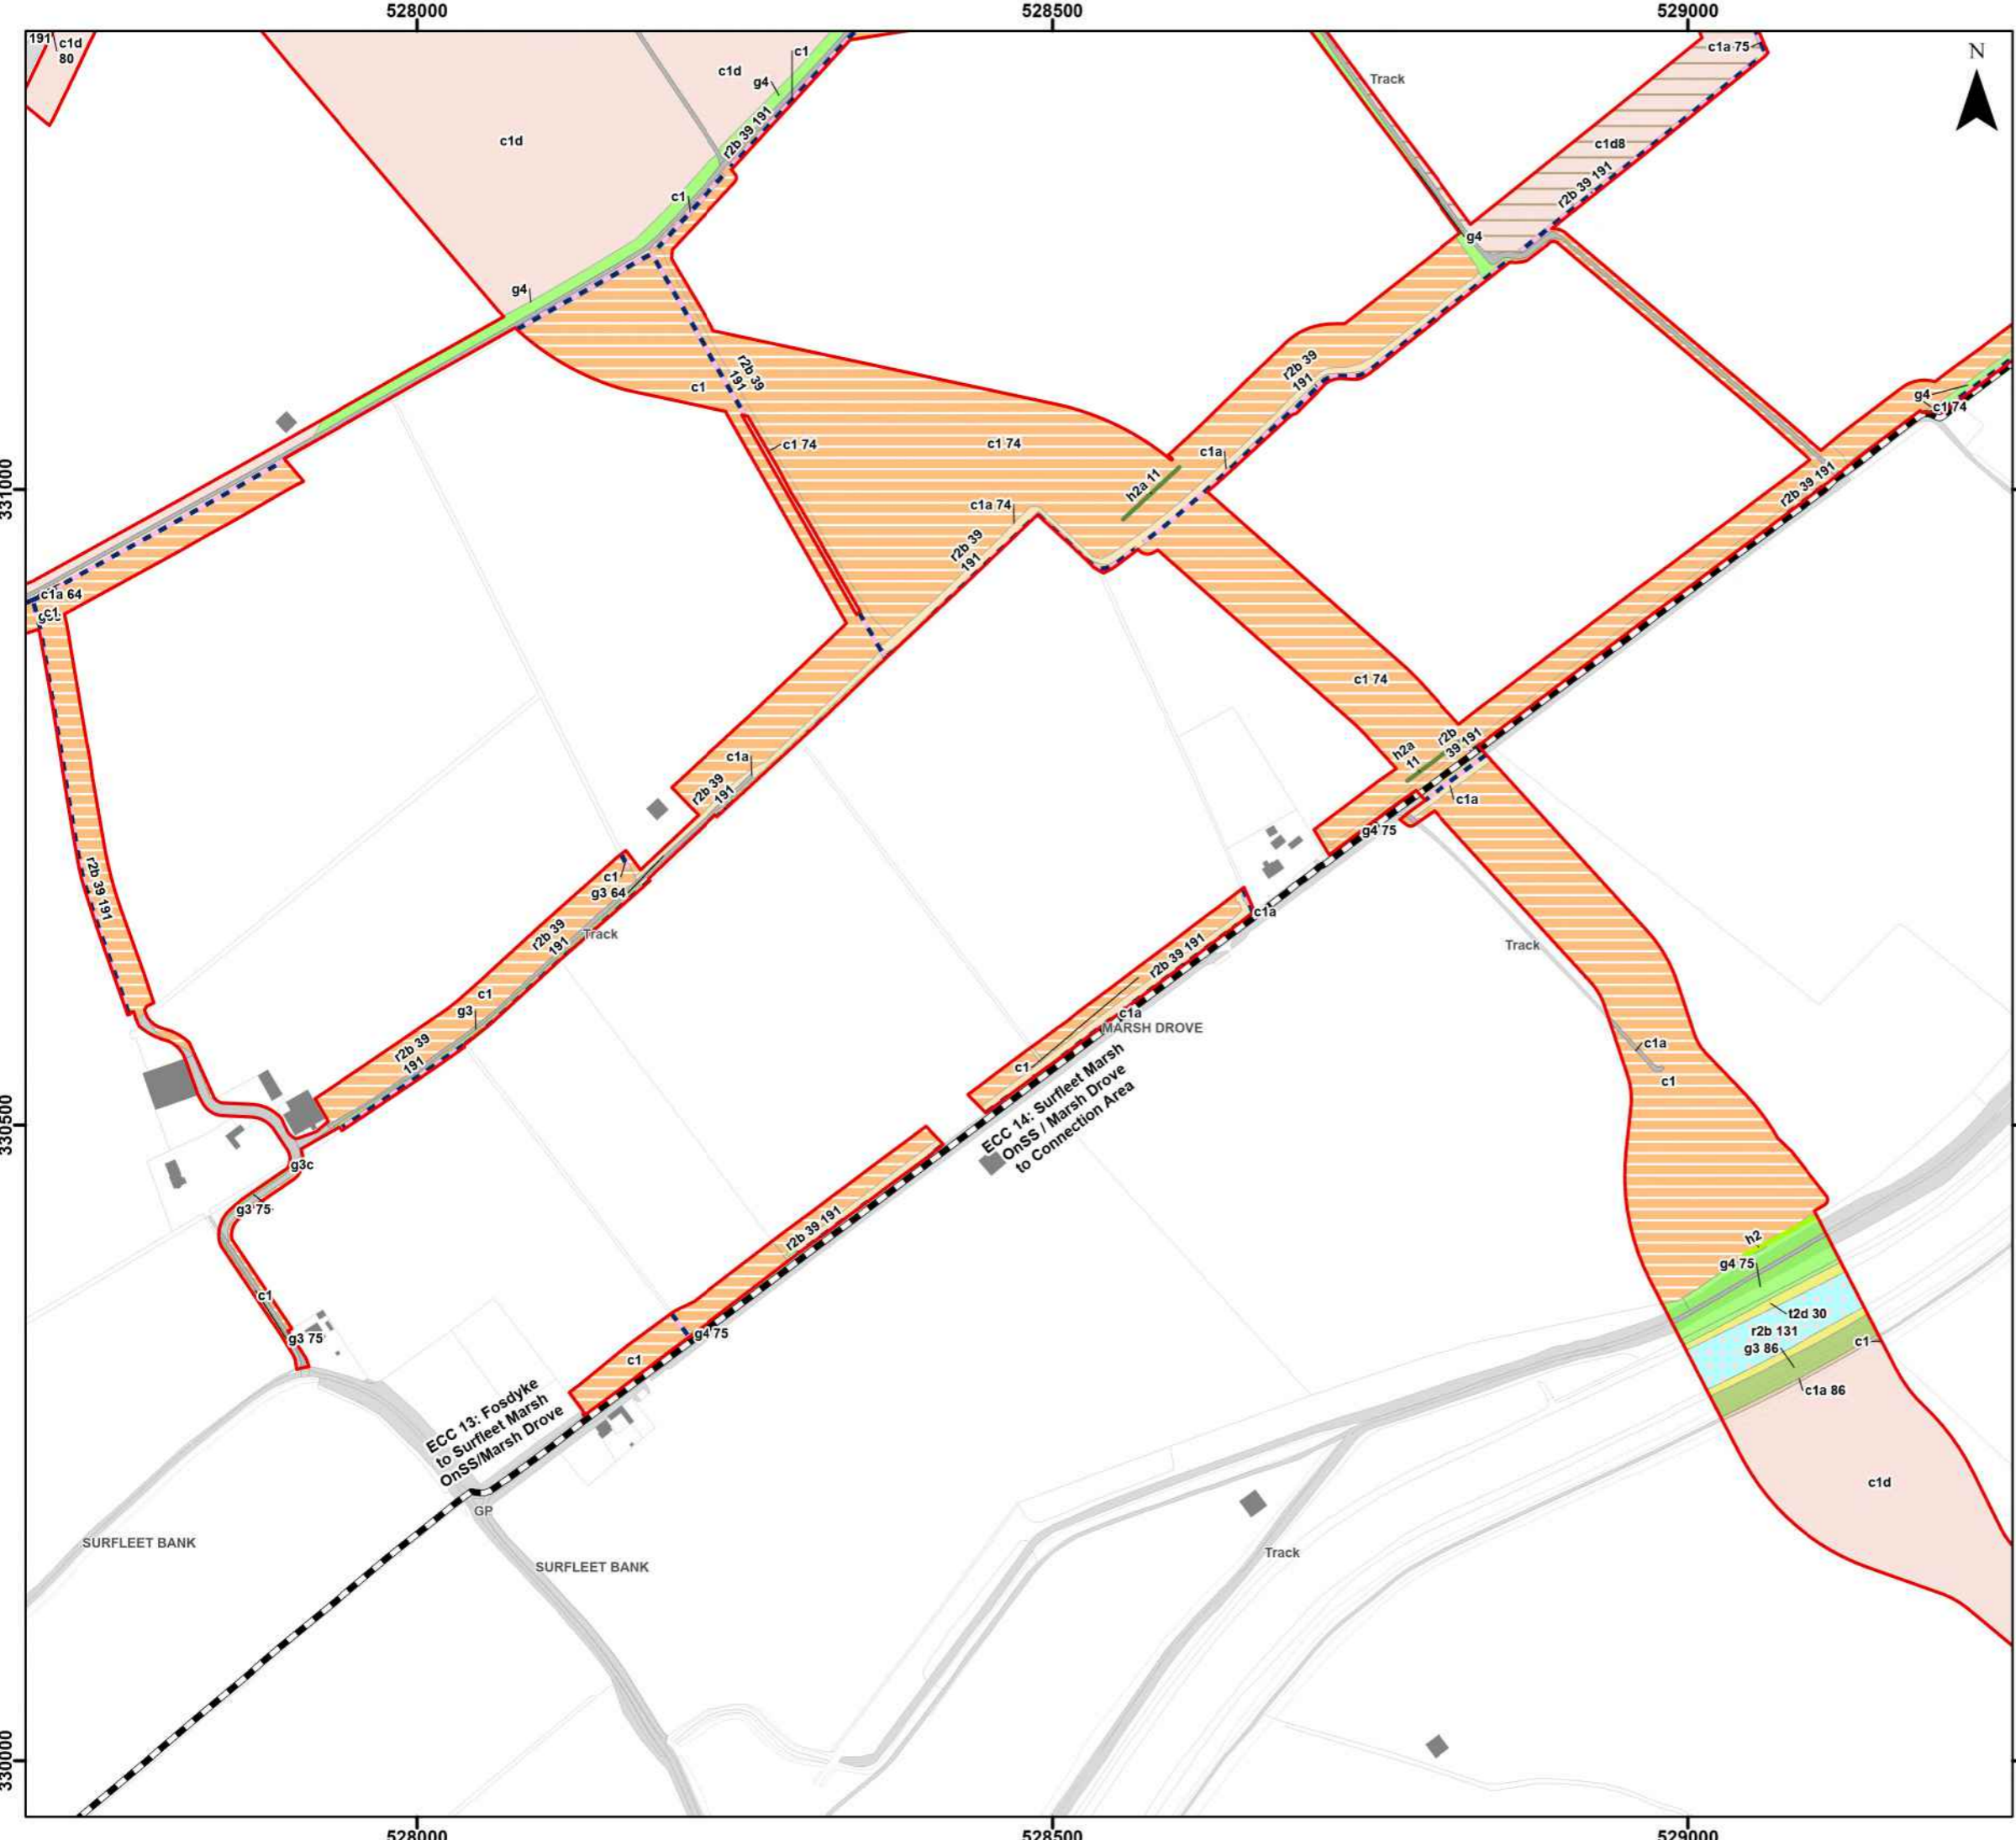 528000
528500
529000
191
c1d
80
c1
c1a 75
N
c1d
g4
Track
c1d
r2b 39 191
c1d8
r2b 39 191
c1
g4
g4
r2b 39
191
r2b 39
191
c1
g4
c1 74
c1 74
c1 74
c1a
331000
h2a 11
r2b 39 191
c1a 74
r2b 39
191
c1a 64
c1
c1 74
r2b
39 191
h2a
11
c1a
r2b 39
191
c1a
g4 75
r2b 39 191
c1
g3 64
c1a
r2b 39
191
Track
Track
r2b 39 191
c1
g3
c1a
MARSH DROVE
c1a
r2b 39
191
c1
c1
330500
ECC 14: Surfleet Marsh
OnSS / Marsh Drove
to Connection Area
g3c
g3 75
r2b 39 191
h2
g4 75
c1
t2d 30
r2b 131
g3 86
c1
g3 75
g4 75
c1
c1a 86
ECC 13: Fosdyke
to Surfleet Marsh
OnSS/Marsh Drove
c1d
GP
SURFLEET BANK
Track
SURFLEET BANK
330000
528000
528500
529000